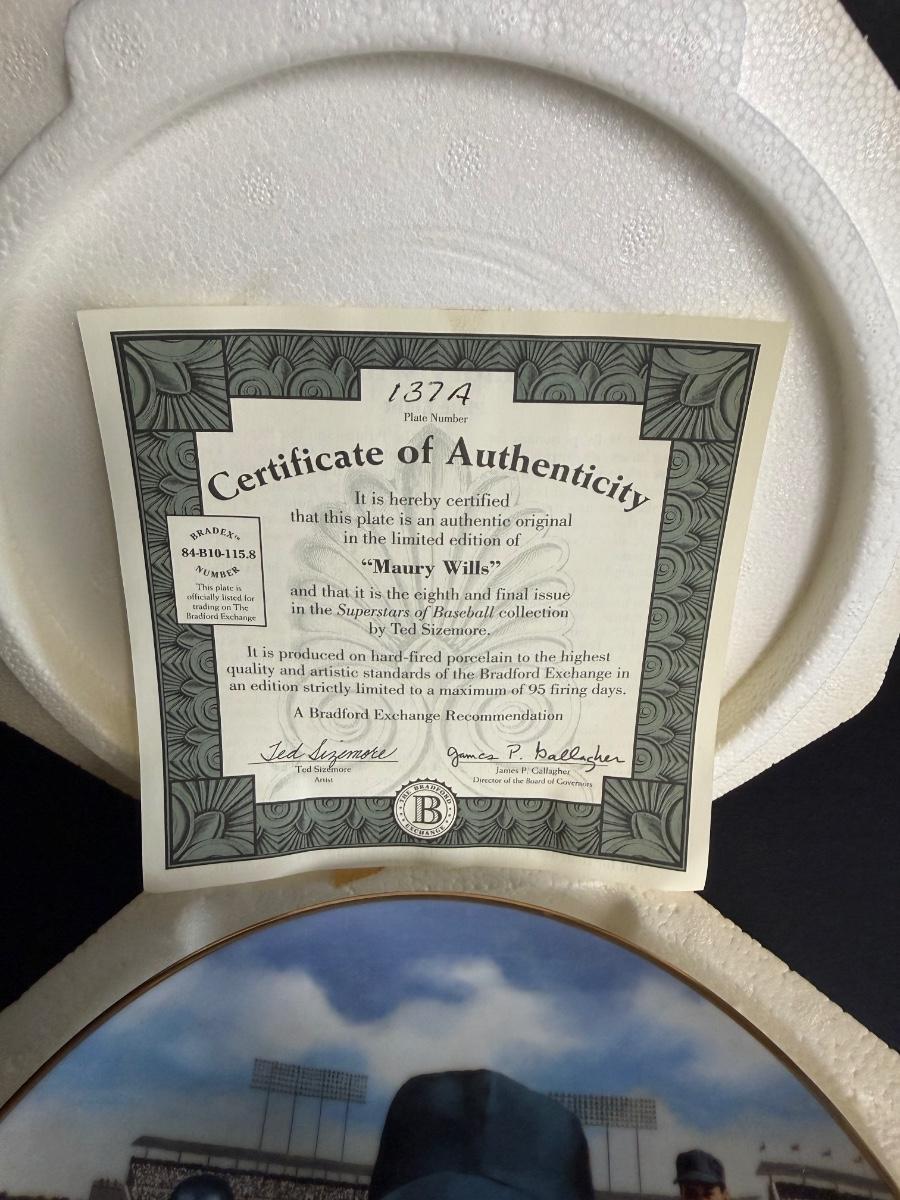 137A
Plate Number
Certificate of Authenticity
It is hereby certified
that this plate is an authentic original
in the limited edition of
“Maury Wills”
and that it is the eighth and final issue
in the Superstars of Baseball collection
by Ted Sizemore.
BRADEX™
84-B10-115.8
NUMBER
This plate is
officially listed for
trading on The
Bradford Exchange
It is produced on hard-fired porcelain to the highest
quality and artistic standards of the Bradford Exchange in
an edition strictly limited to a maximum of 95 firing days.
A Bradford Exchange Recommendation
Ted Sizemore
Ted Sizemore
Artist
James P. Gallagher
James P. Gallagher
Director of the Board of Governors
THE BRADFORD
B
EXCHANGE